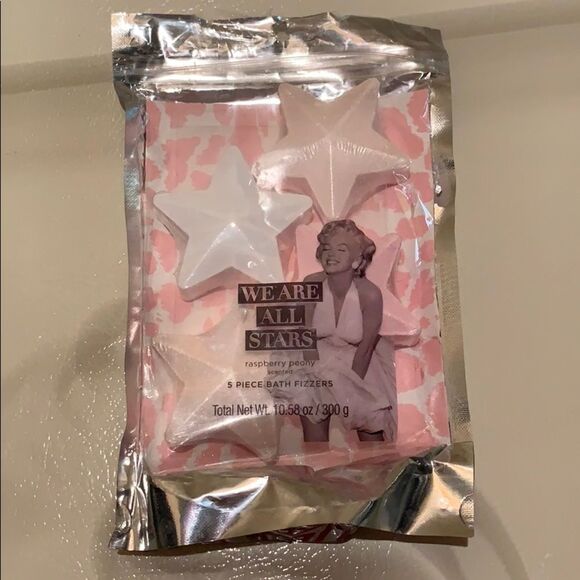 WE ARE
ALL
STARS
raspberry peony
scented
5 PIECE BATH FIZZERS
Total Net Wt. 10.58 oz / 300 g